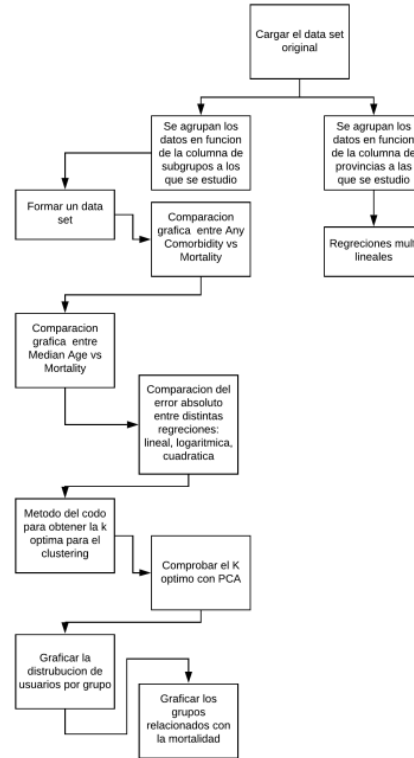 Cargar el data set
original
Se agrupan los
datos en funcion
de la columna de
subgrupos a los
que se estudio
Se agrupan los
datos en funcion
de la columna de
provincias a las
que se estudio
Formar un data
set
Comparacion
grafica entre Any
Comorbidity vs
Mortality
Regreciones mult
lineales
Comparacion
grafica entre
Median Age vs
Mortality
Comparacion del
error absoluto
entre distintas
regreciones:
lineal, logaritmica,
cuadratica
Metodo del codo
para obtener la k
optima para el
clustering
Comprobar el K
optimo con PCA
Graficar la
distrubucion de
usuarios por grupo
Graficar los
grupos
relacionados con
la mortalidad